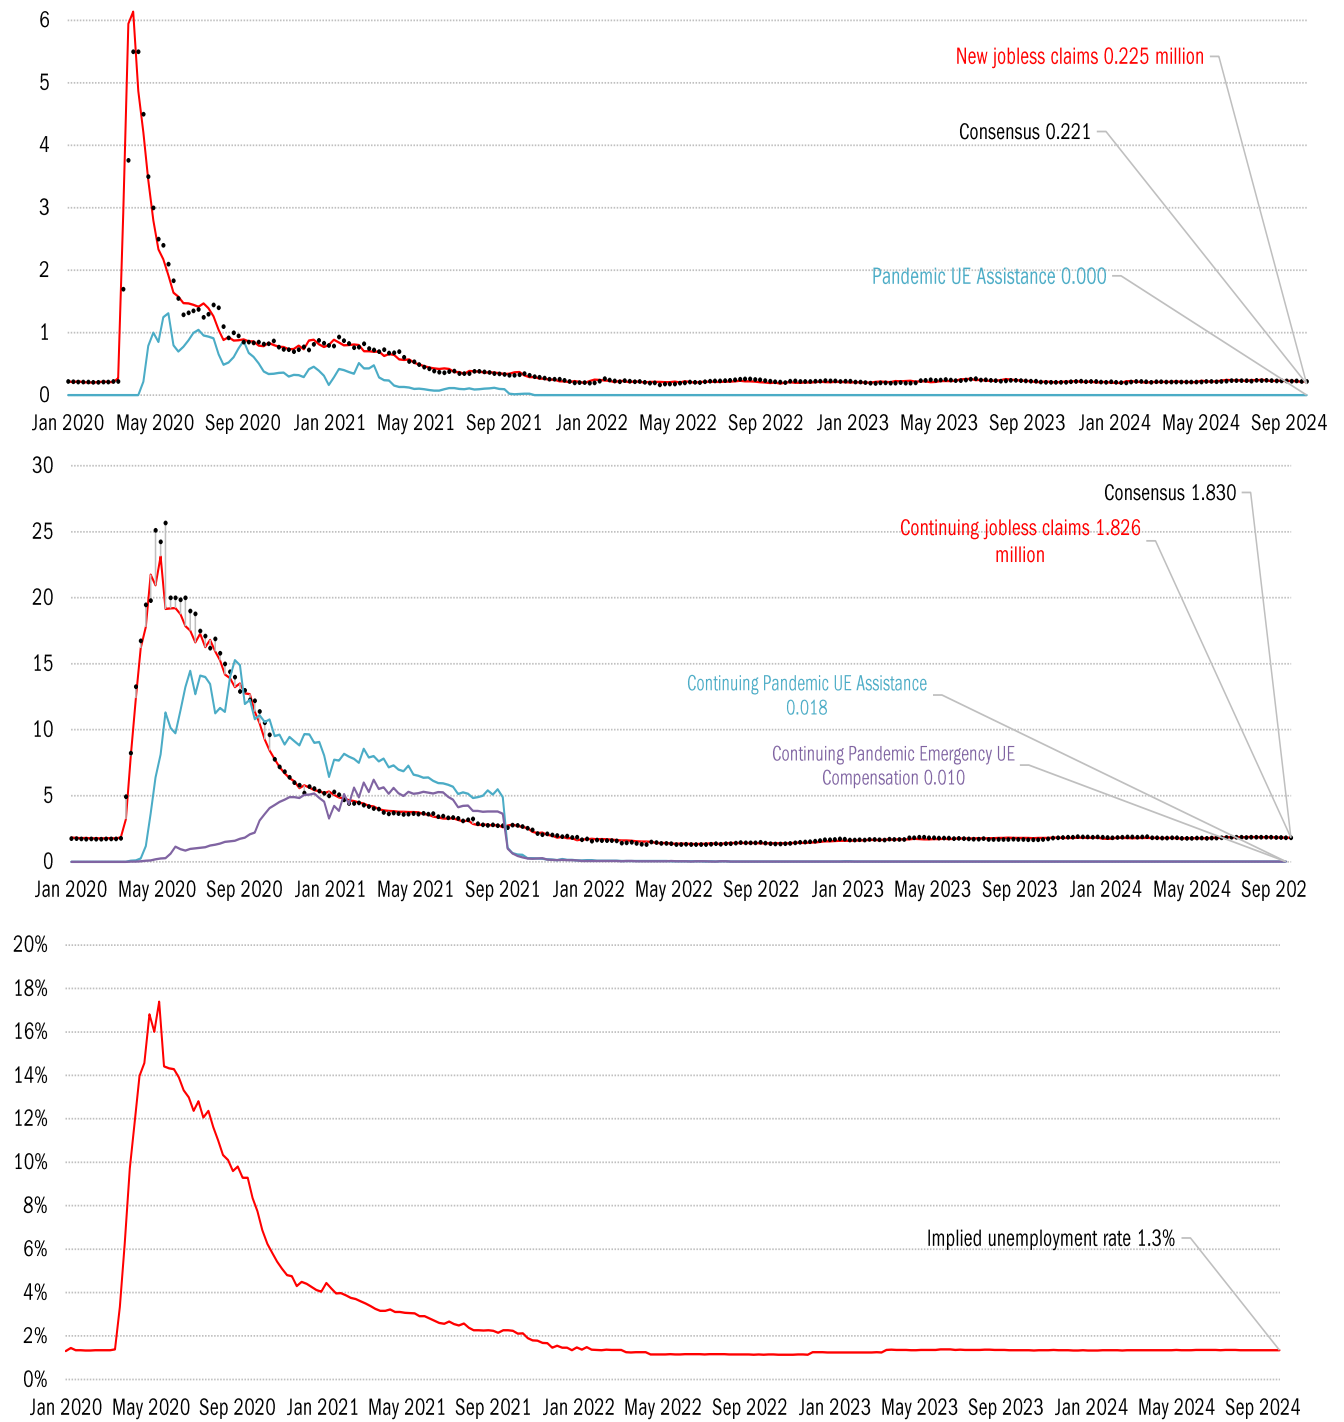 6
New jobless claims 0.225 million
5
Consensus 0.221
4
3
Pandemic UE Assistance 0.000
2
1
0
Jan 2020 May 2020 Sep 2020 Jan 2021 May 2021 Sep 2021 Jan 2022 May 2022 Sep 2022 Jan 2023 May 2023 Sep 2023 Jan 2024 May 2024 Sep 2024
30
Consensus 1.830
25
Continuing jobless claims 1.826
million
20
15
Continuing Pandemic UE Assistance
0.018
10
Continuing Pandemic Emergency UE
Compensation 0.010
5
0
Jan 2020 May 2020 Sep 2020 Jan 2021 May 2021 Sep 2021 Jan 2022 May 2022 Sep 2022 Jan 2023 May 2023 Sep 2023 Jan 2024 May 2024 Sep 202
20%
18%
16%
14%
12%
10%
8%
6%
Implied unemployment rate 1.3%
4%
2%
0%
Jan 2020 May 2020 Sep 2020 Jan 2021 May 2021 Sep 2021 Jan 2022 May 2022 Sep 2022 Jan 2023 May 2023 Sep 2023 Jan 2024 May 2024 Sep 2024